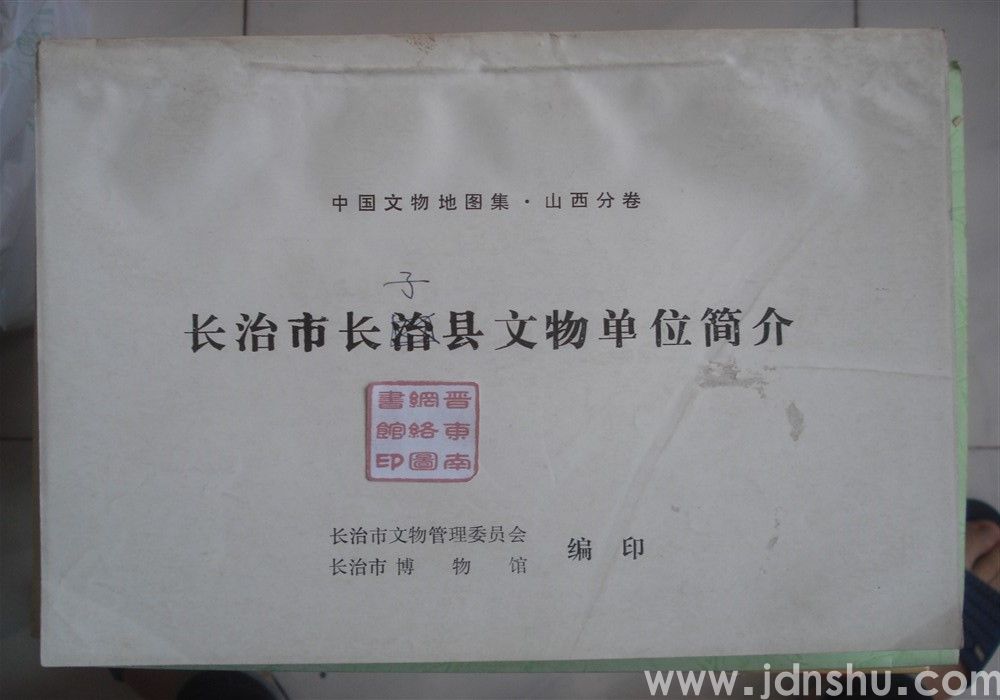 中国文物地图集·山西分卷
子
长治市长治县文物单位简介
晋東南
網絡圖
書館印
长治市文物管理委员会
长治市博物馆
编印
www.jdnshu.com